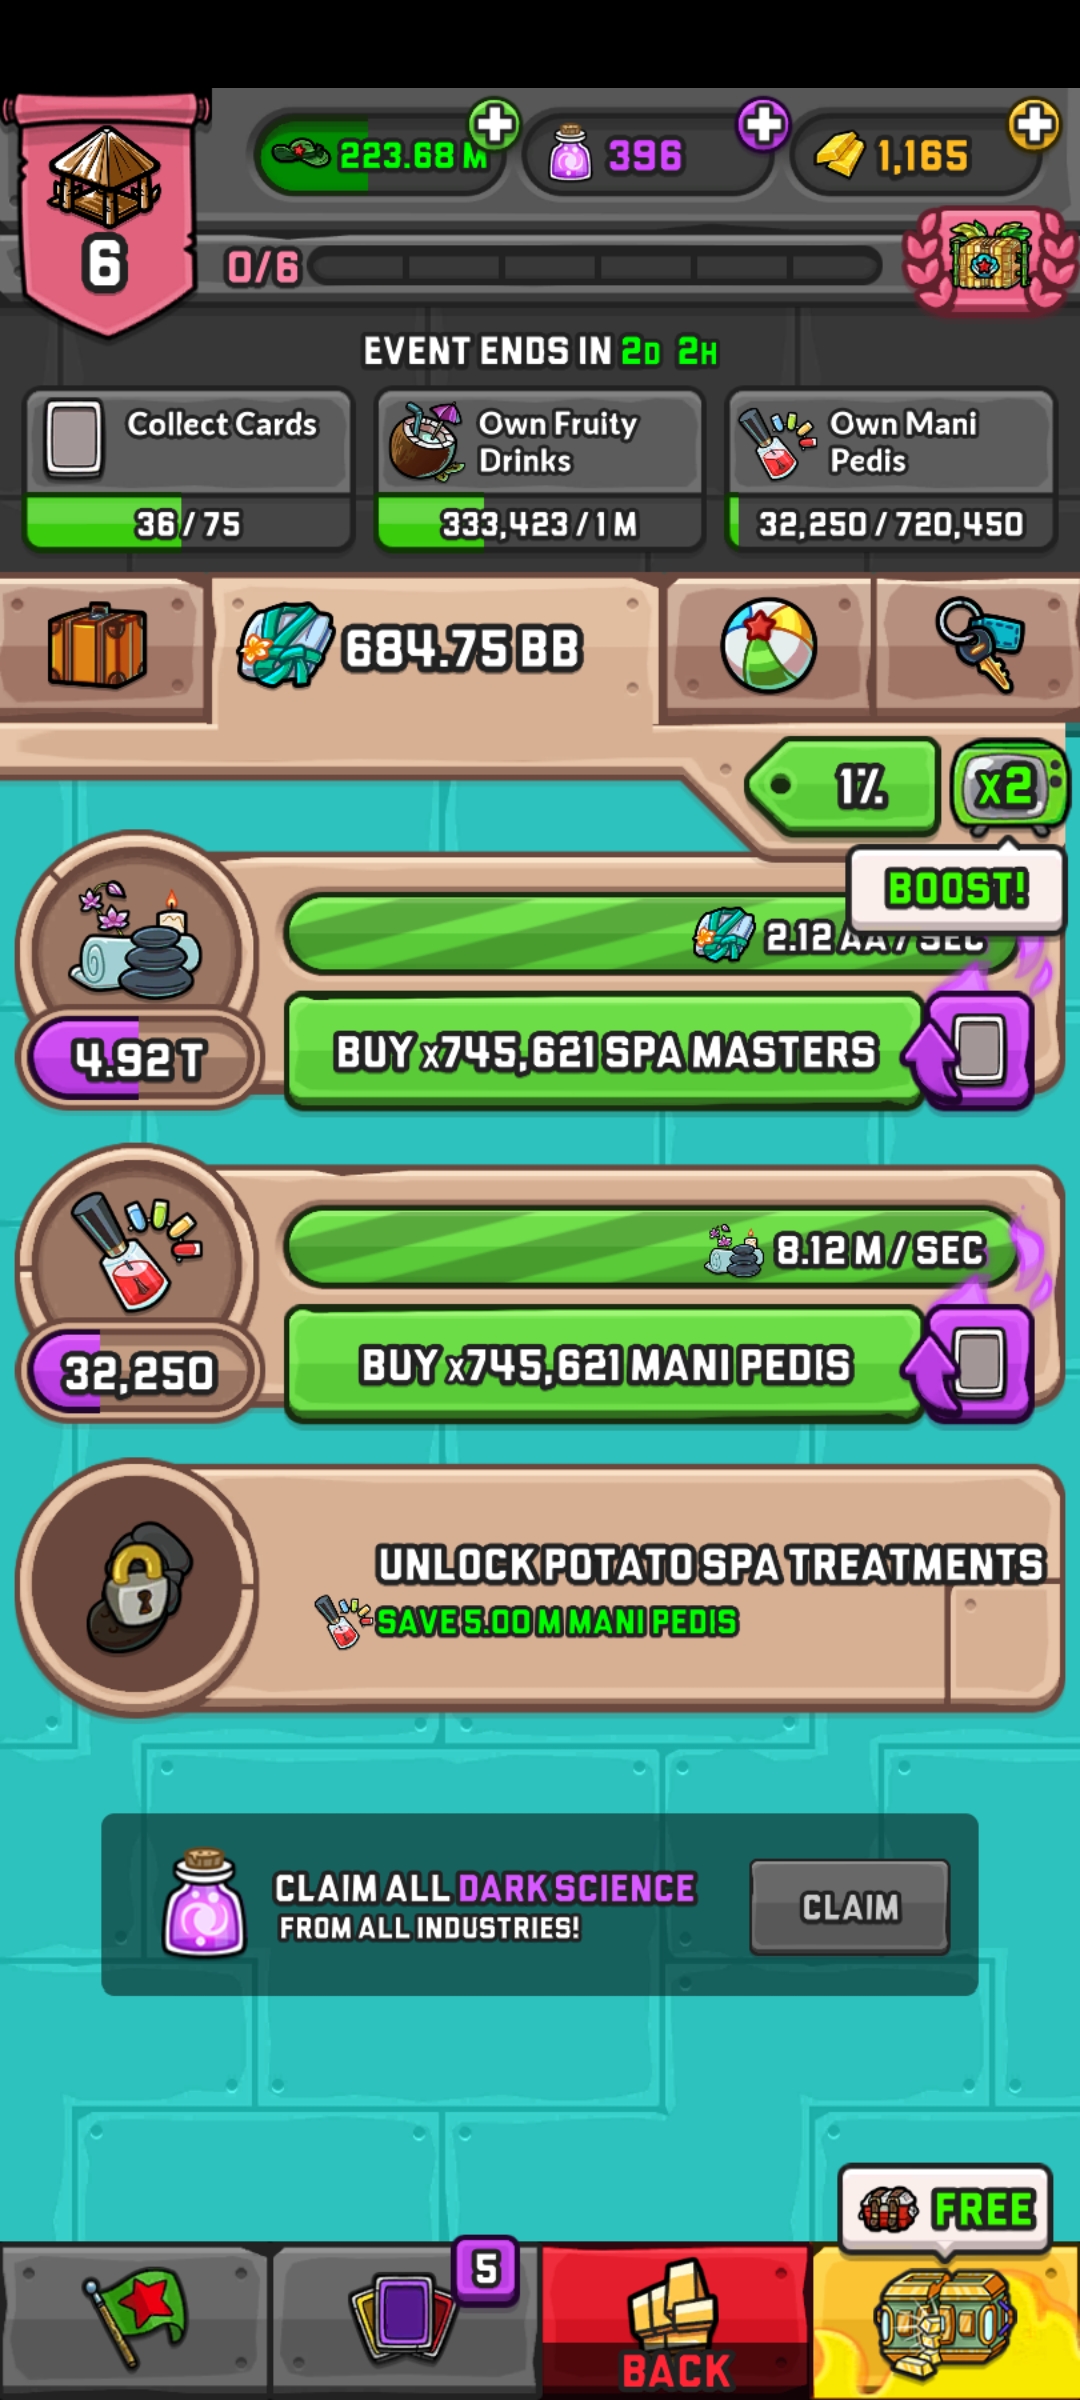 223.68 M
396
1,165
6
0/6
EVENT ENDS IN 2D 2H
Collect Cards
36 / 75
Own Fruity
Drinks
333,423 / 1 M
Own Mani
Pedis
32,250 / 720,450
684.75 BB
1%
x2
BOOST!
2.12 AA / SEC
4.92 T
BUY x745,621 SPA MASTERS
8.12 M / SEC
32,250
BUY x745,621 MANI PEDIS
UNLOCK POTATO SPA TREATMENTS
SAVE 5.00 M MANI PEDIS
CLAIM ALL DARK SCIENCE
FROM ALL INDUSTRIES!
CLAIM
FREE
5
BACK